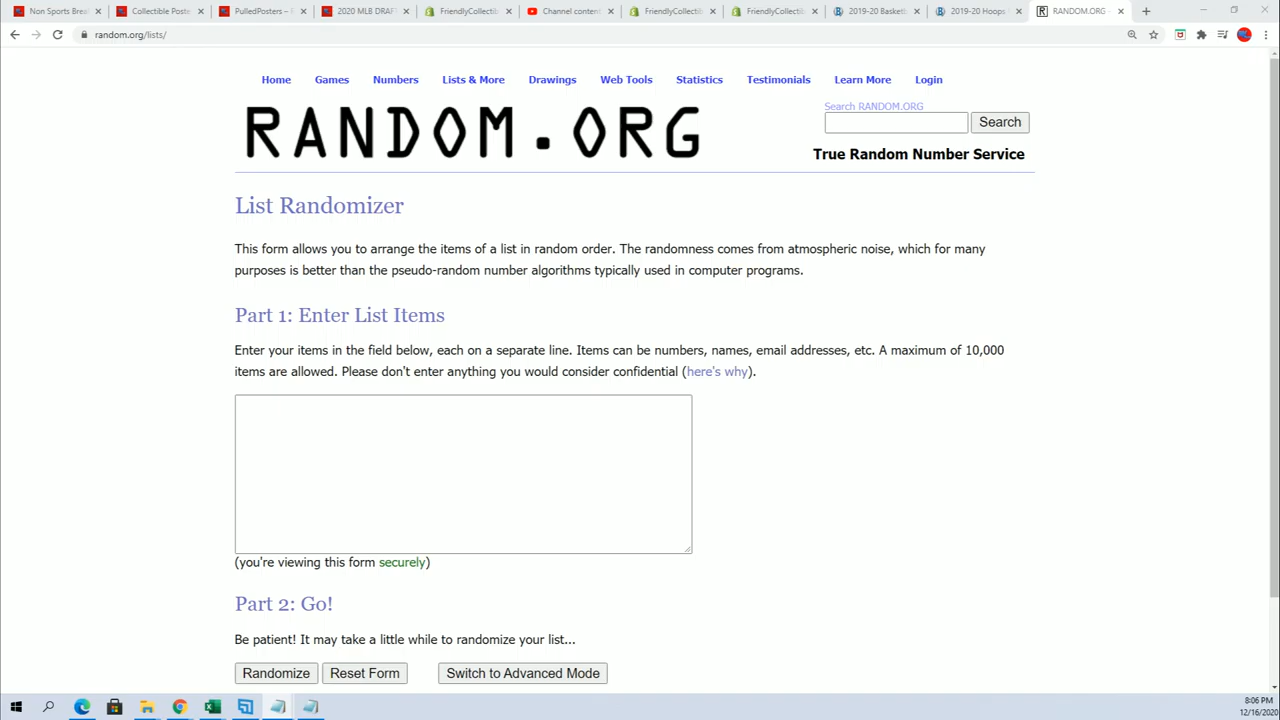 Non Sports Brea
Collectible Poste
PulledPosters –
2020 MLB DRAF
FriendlyCollectib
Channel content
FriendlyCollectib
FriendlyCollectib
2019-20 Basketb
2019-20 Hoops
RANDOM.ORG -
random.org/lists/
Home Games Numbers Lists & More Drawings Web Tools Statistics Testimonials Learn More Login
RANDOM.ORG
Search RANDOM.ORG
Search
True Random Number Service
List Randomizer
This form allows you to arrange the items of a list in random order. The randomness comes from atmospheric noise, which for many
purposes is better than the pseudo-random number algorithms typically used in computer programs.
Part 1: Enter List Items
Enter your items in the field below, each on a separate line. Items can be numbers, names, email addresses, etc. A maximum of 10,000
items are allowed. Please don't enter anything you would consider confidential (here's why).
(you're viewing this form securely)
Part 2: Go!
Be patient! It may take a little while to randomize your list...
Randomize Reset Form Switch to Advanced Mode
8:06 PM
12/16/2020